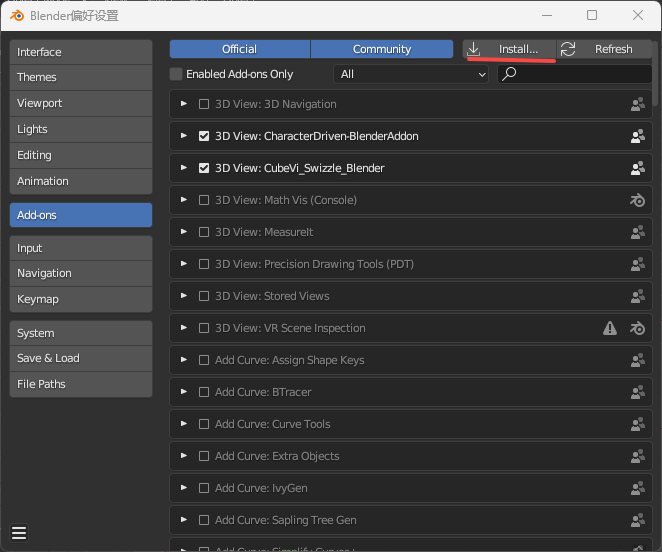 Blender偏好设置
Interface
Themes
Viewport
Lights
Editing
Animation
Add-ons
Input
Navigation
Keymap
System
Save & Load
File Paths
Official Community Install... Refresh
Enabled Add-ons Only All
3D View: 3D Navigation
3D View: CharacterDriven-BlenderAddon
3D View: CubeVi_Swizzle_Blender
3D View: Math Vis (Console)
3D View: MeasureIt
3D View: Precision Drawing Tools (PDT)
3D View: Stored Views
3D View: VR Scene Inspection
Add Curve: Assign Shape Keys
Add Curve: BTracer
Add Curve: Curve Tools
Add Curve: Extra Objects
Add Curve: IvyGen
Add Curve: Sapling Tree Gen
Add Curve: Simplify Curves+